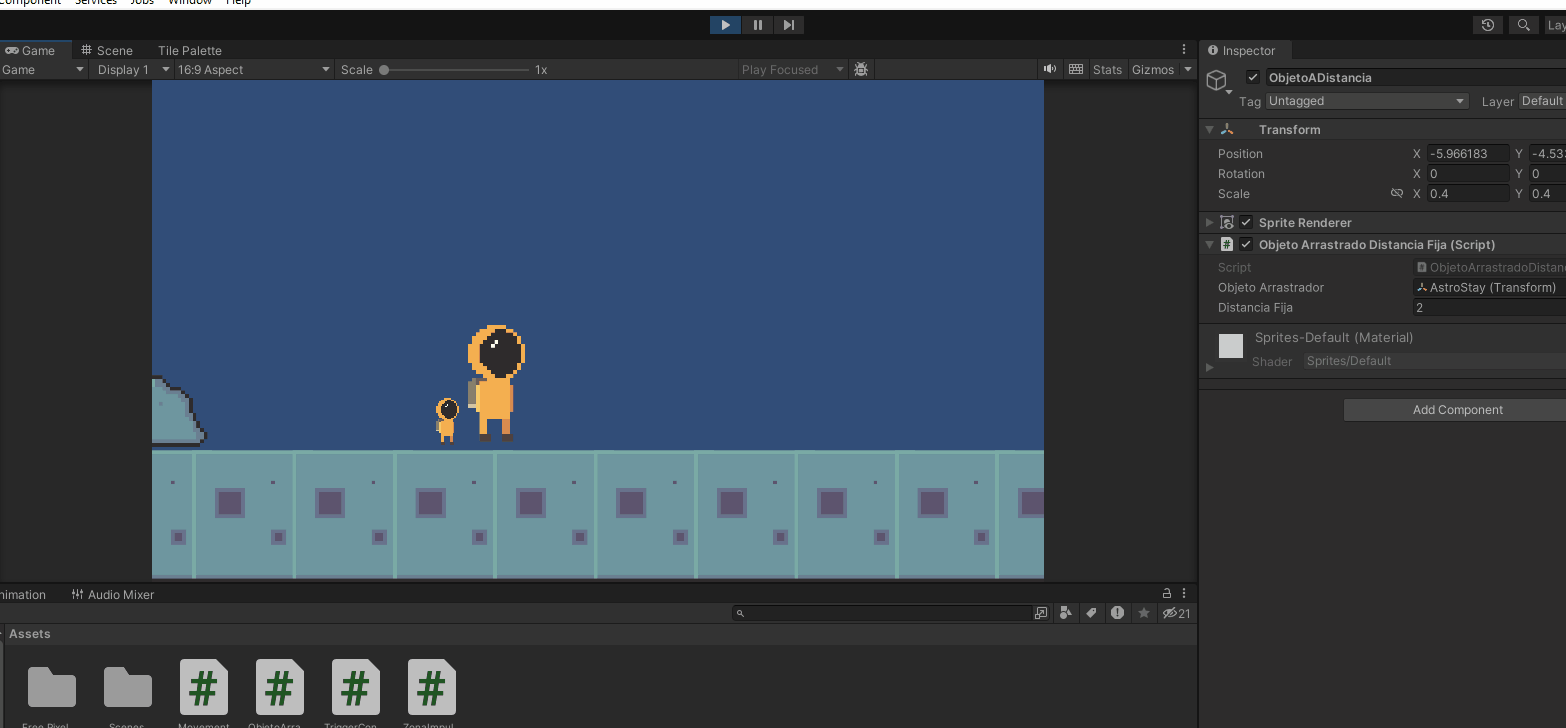 Component Services Jobs Window Help
Game Scene Tile Palette
Game Display 1 16:9 Aspect Scale 1x Play Focused Stats Gizmos
Inspector
ObjetoADistancia
Tag Untagged Layer Default
Transform
Position X -5.966183 Y -4.53
Rotation X 0 Y 0
Scale X 0.4 Y 0.4
Sprite Renderer
# Objeto Arrastrado Distancia Fija (Script)
Script ObjetoArrastradoDistan
Objeto Arrastrador AstroStay (Transform)
Distancia Fija 2
Sprites-Default (Material)
Shader Sprites/Default
Add Component
nimation Audio Mixer
21
Assets
# # # #
Free Pixel Scenes Movement ObjetoArra TriggerCon ZonaImpul